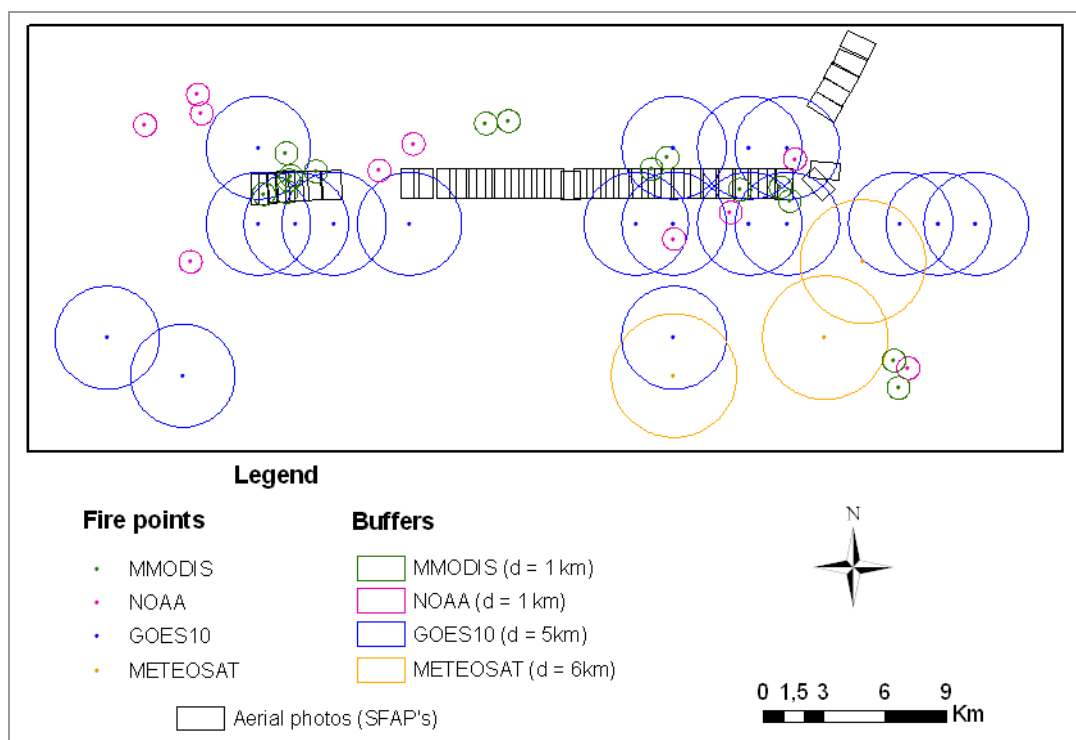 Legend
Fire points
Buffers
MMODIS
MMODIS (d = 1 km)
NOAA
NOAA (d = 1 km)
GOES10
GOES10 (d = 5km)
METEOSAT
METEOSAT (d = 6km)
Aerial photos (SFAP's)
N
0 1,5 3 6 9
Km